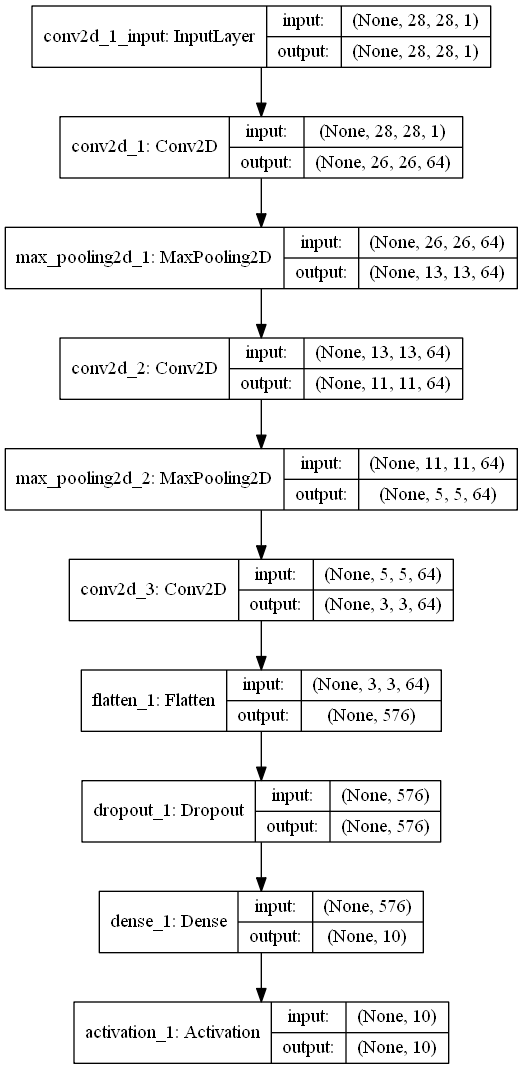 conv2d_1_input: InputLayer
input:
(None, 28, 28, 1)
output:
(None, 28, 28, 1)
conv2d_1: Conv2D
input:
(None, 28, 28, 1)
output:
(None, 26, 26, 64)
max_pooling2d_1: MaxPooling2D
input:
(None, 26, 26, 64)
output:
(None, 13, 13, 64)
conv2d_2: Conv2D
input:
(None, 13, 13, 64)
output:
(None, 11, 11, 64)
max_pooling2d_2: MaxPooling2D
input:
(None, 11, 11, 64)
output:
(None, 5, 5, 64)
conv2d_3: Conv2D
input:
(None, 5, 5, 64)
output:
(None, 3, 3, 64)
flatten_1: Flatten
input:
(None, 3, 3, 64)
output:
(None, 576)
dropout_1: Dropout
input:
(None, 576)
output:
(None, 576)
dense_1: Dense
input:
(None, 576)
output:
(None, 10)
activation_1: Activation
input:
(None, 10)
output:
(None, 10)